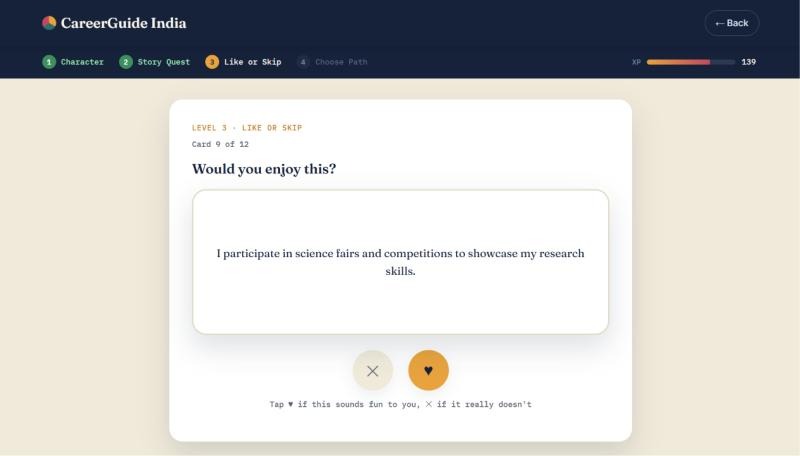 CareerGuide India
← Back
1 Character 2 Story Quest 3 Like or Skip 4 Choose Path XP 139
LEVEL 3 · LIKE OR SKIP
Card 9 of 12
Would you enjoy this?
I participate in science fairs and competitions to showcase my research
skills.
× ♥
Tap ♥ if this sounds fun to you, × if it really doesn't